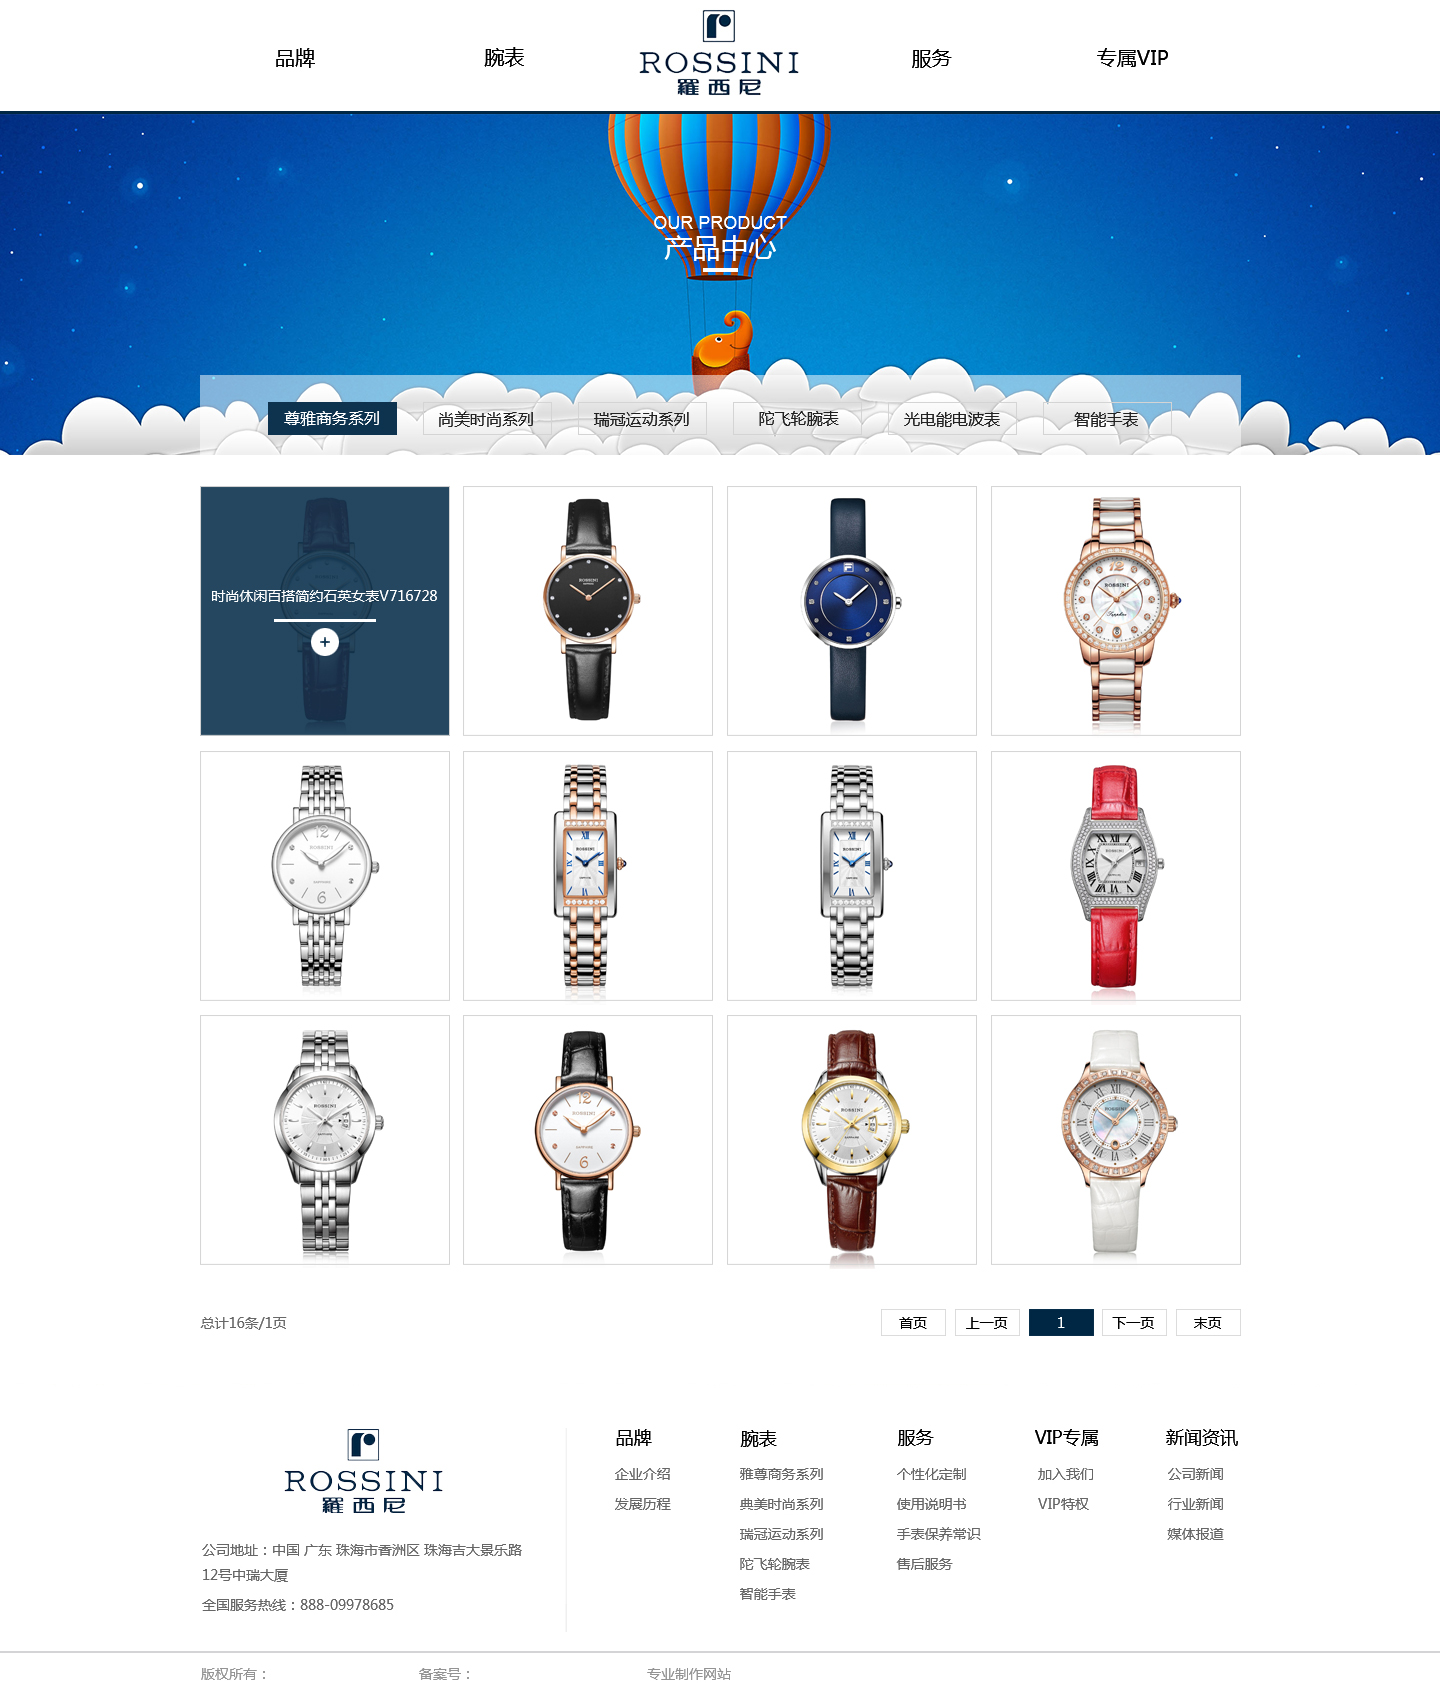 品牌
腕表
ROSSINI
羅西尼
服务
专属VIP
OUR PRODUCT
产品中心
尊雅商务系列
尚美时尚系列
瑞冠运动系列
陀飞轮腕表
光电能电波表
智能手表
时尚休闲百搭简约石英女表V716728
+
ROSSINI
ROSSINI
ROSSINI
ROSSINI
ROSSINI
ROSSINI
ROSSINI
ROSSINI
ROSSINI
ROSSINI
总计16条/1页
首页
上一页
1
下一页
末页
ROSSINI
羅西尼
公司地址：中国 广东 珠海市香洲区 珠海吉大景乐路
12号中瑞大厦
全国服务热线：888-09978685
品牌
企业介绍
发展历程
腕表
雅尊商务系列
典美时尚系列
瑞冠运动系列
陀飞轮腕表
智能手表
服务
个性化定制
使用说明书
手表保养常识
售后服务
VIP专属
加入我们
VIP特权
新闻资讯
公司新闻
行业新闻
媒体报道
版权所有：
备案号：
专业制作网站